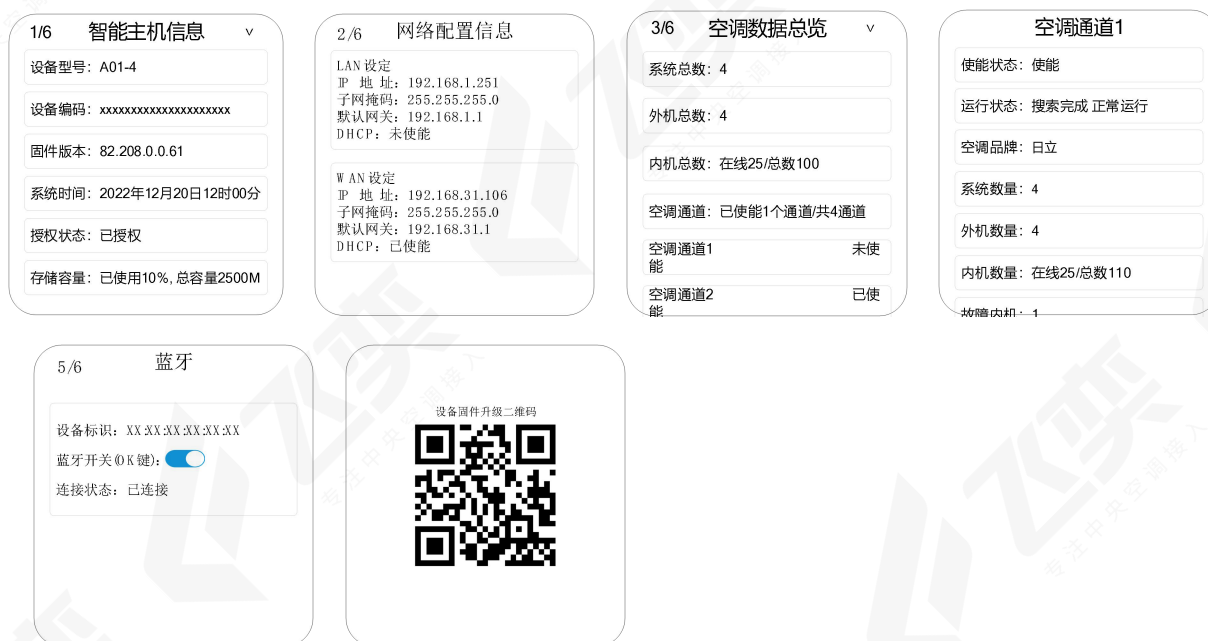 1/6 智能主机信息 ∨
设备型号：A01-4
设备编码：xxxxxxxxxxxxxxxxxxxxx
固件版本：82.208.0.0.61
系统时间：2022年12月20日12时00分
授权状态：已授权
存储容量：已使用10%, 总容量2500M
2/6 网络配置信息
LAN设定
IP 地 址：192.168.1.251
子网掩码：255.255.255.0
默认网关：192.168.1.1
DHCP：未使能
WAN设定
IP 地 址：192.168.31.106
子网掩码：255.255.255.0
默认网关：192.168.31.1
DHCP：已使能
3/6 空调数据总览 ∨
系统总数：4
外机总数：4
内机总数：在线25/总数100
空调通道：已使能1个通道/共4通道
空调通道1 未使
能
空调通道2 已使
能
空调通道1
使能状态：使能
运行状态：搜索完成 正常运行
空调品牌：日立
系统数量：4
外机数量：4
内机数量：在线25/总数110
故障内机：1
5/6 蓝牙
设备标识：XX:XX:XX:XX:XX:XX
蓝牙开关(OK键)：
连接状态：已连接
设备固件升级二维码
飞奕
专注中央空调接入